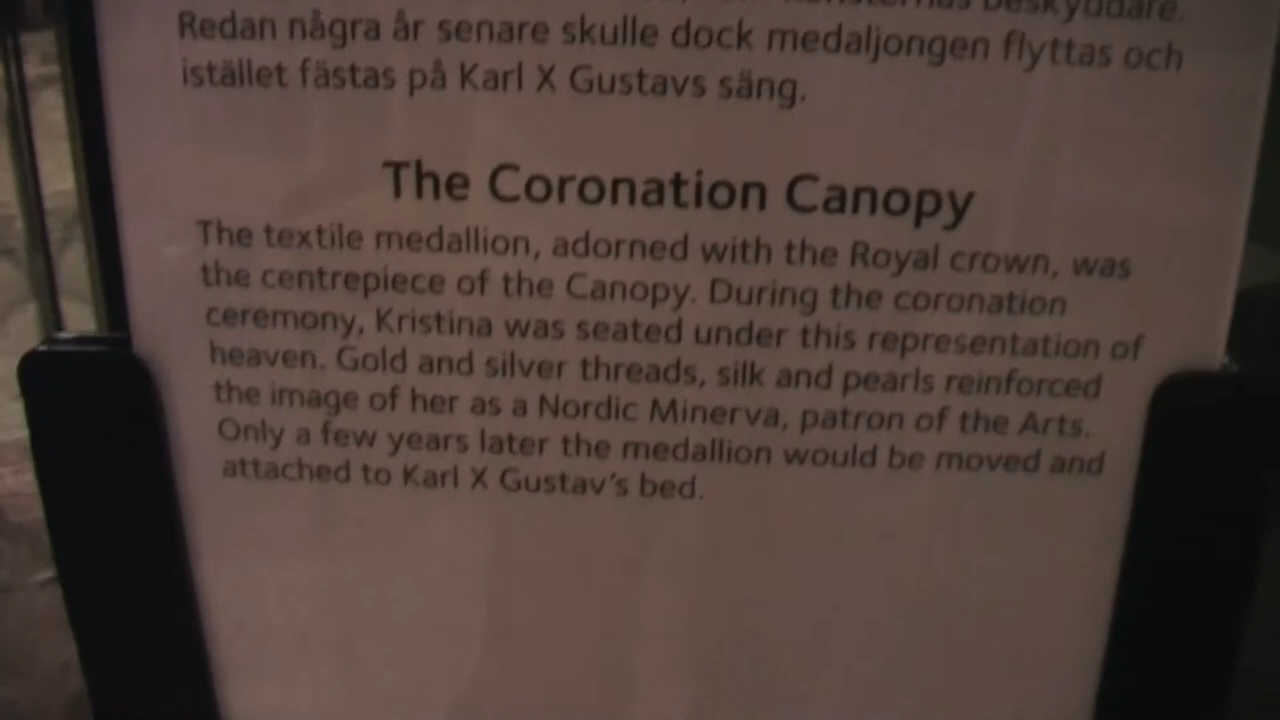 beskyddare.
Redan några år senare skulle dock medaljongen flyttas och
istället fästas på Karl X Gustavs säng.
The Coronation Canopy
The textile medallion, adorned with the Royal crown, was
the centrepiece of the Canopy. During the coronation
ceremony, Kristina was seated under this representation of
heaven. Gold and silver threads, silk and pearls reinforced
the image of her as a Nordic Minerva, patron of the Arts.
Only a few years later the medallion would be moved and
attached to Karl X Gustav's bed.